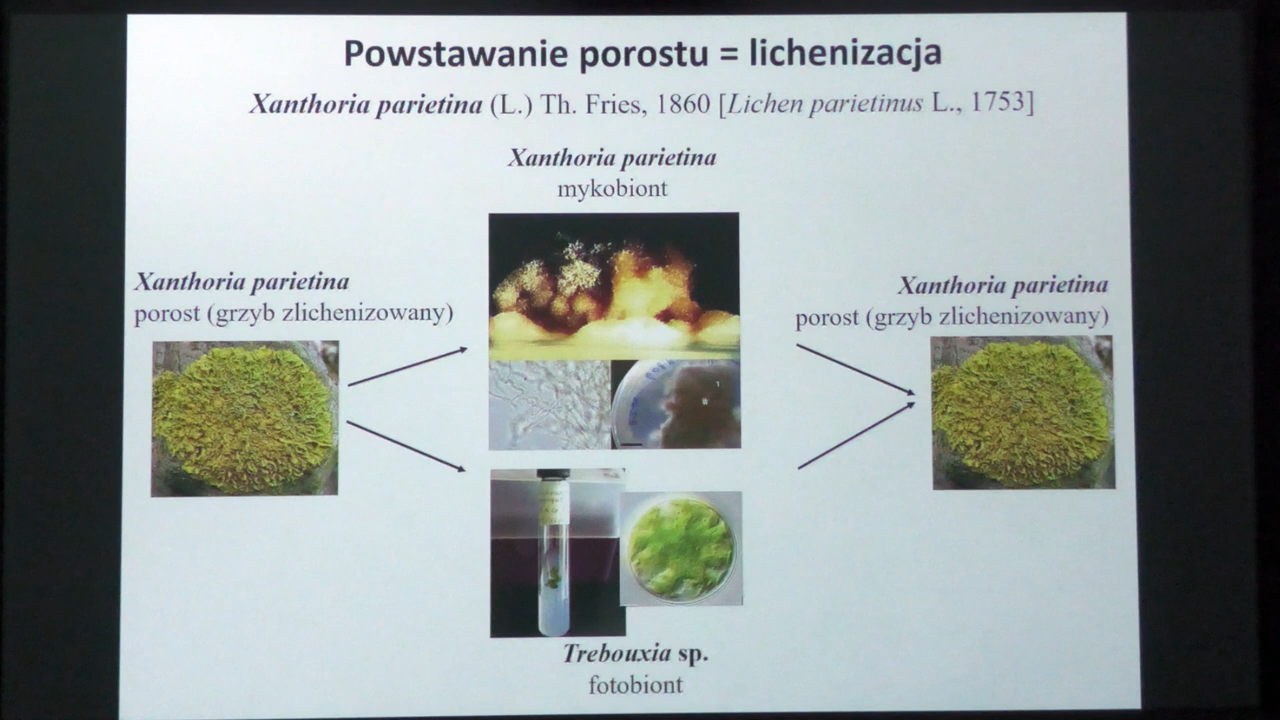 Powstawanie porostu = lichenizacja
Xanthoria parietina (L.) Th. Fries, 1860 [Lichen parietinus L., 1753]
Xanthoria parietina
mykobiont
Xanthoria parietina
porost (grzyb zlichenizowany)
Xanthoria parietina
porost (grzyb zlichenizowany)
Trebouxia sp.
fotobiont